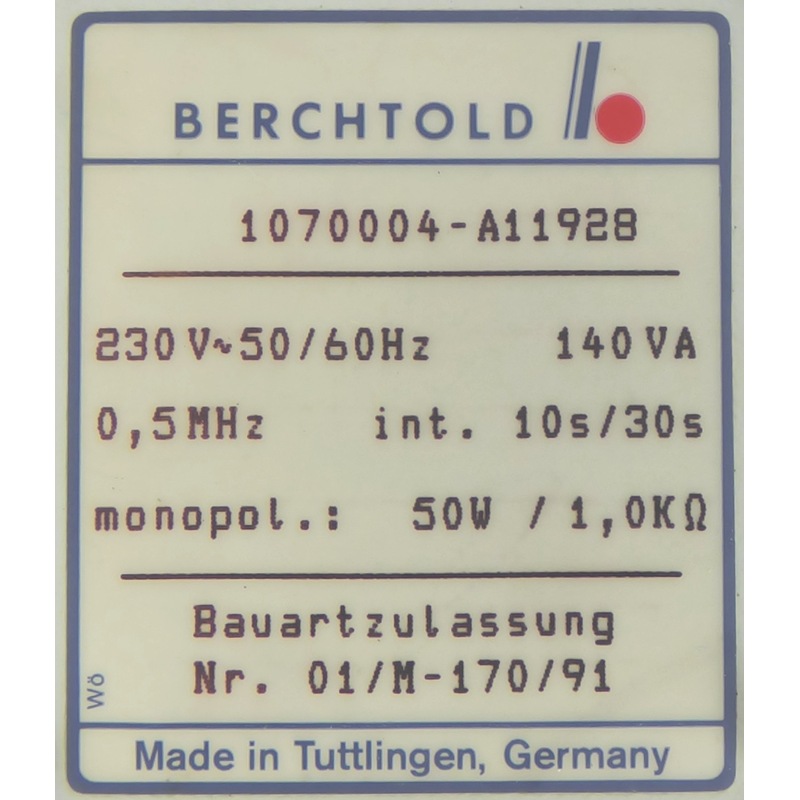 BERCHTOLD
1070004-A11928
230V~50/60Hz 140VA
0,5MHz int. 10s/30s
monopol.: 50W / 1,0KΩ
Bauartzulassung
Nr. 01/M-170/91
Wö
Made in Tuttlingen, Germany